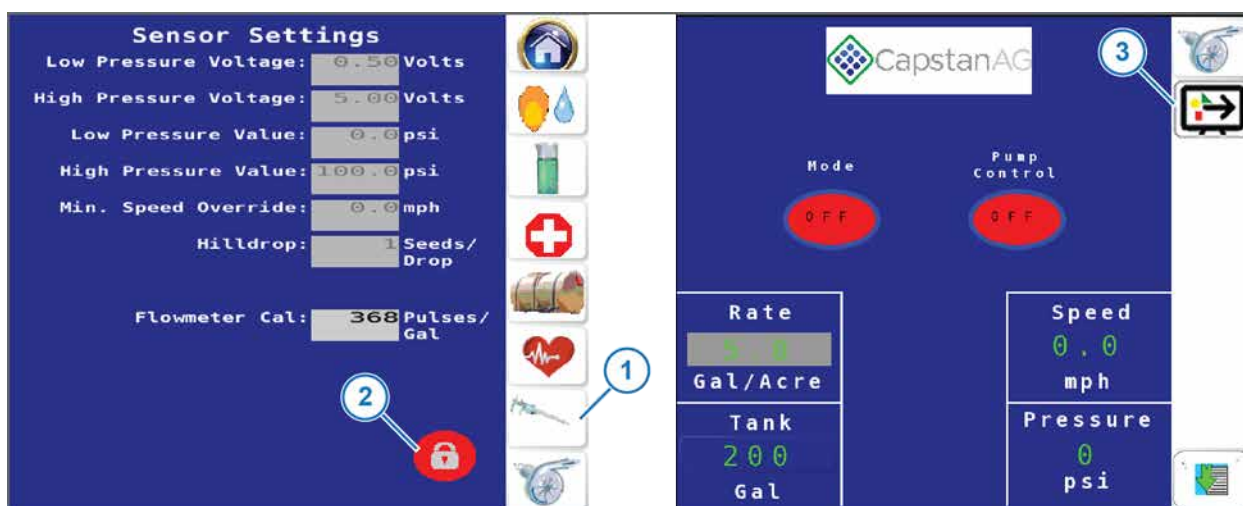 Sensor Settings
Low Pressure Voltage: 0.50 Volts
High Pressure Voltage: 5.00 Volts
Low Pressure Value: 0.0 psi
High Pressure Value: 100.0 psi
Min. Speed Override: 0.0 mph
Hilldrop: 1 Seeds/
Drop
Flowmeter Cal: 368 Pulses/
Gal
1
2
CapstanAG
3
Mode
Pump
Control
OFF
OFF
Rate
5.0
Gal/Acre
Speed
0.0
mph
Tank
200
Gal
Pressure
0
psi